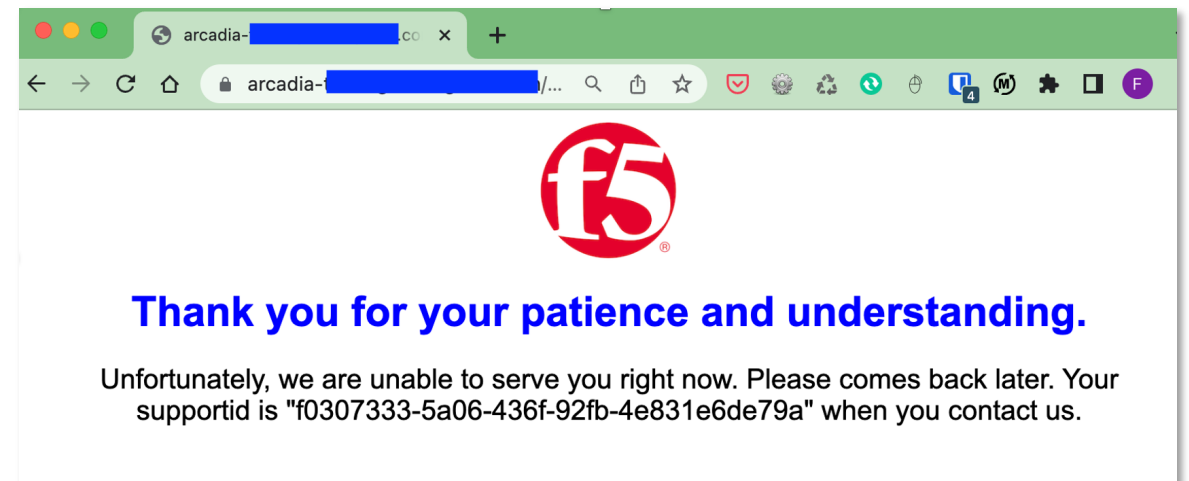 arcadia-
.co
arcadia-
/...
4
F
f5
®
Thank you for your patience and understanding.
Unfortunately, we are unable to serve you right now. Please comes back later. Your
supportid is "f0307333-5a06-436f-92fb-4e831e6de79a" when you contact us.